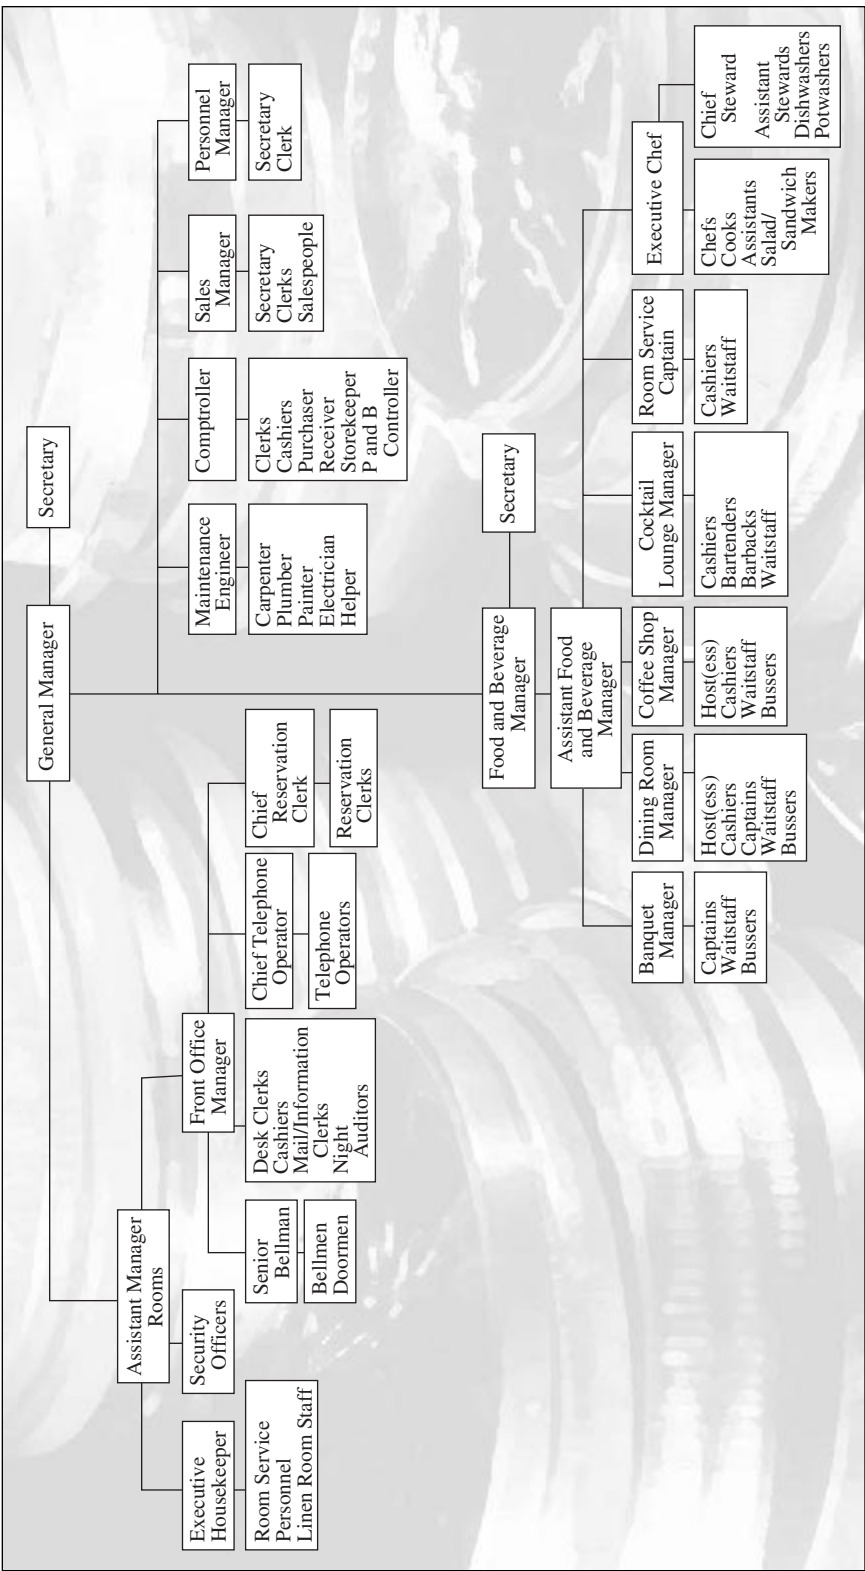 General Manager
Secretary
Assistant Manager
Rooms
Executive
Housekeeper
Room Service
Personnel
Linen Room Staff
Security
Officers
Front Office
Manager
Senior
Bellman
Bellmen
Doormen
Desk Clerks
Cashiers
Mail/Information
Clerks
Night
Auditors
Chief Telephone
Operator
Telephone
Operators
Chief
Reservation
Clerk
Reservation
Clerks
Maintenance
Engineer
Carpenter
Plumber
Painter
Electrician
Helper
Comptroller
Clerks
Cashiers
Purchaser
Receiver
Storekeeper
P and B
Controller
Sales
Manager
Secretary
Clerks
Salespeople
Personnel
Manager
Secretary
Clerk
Food and Beverage
Manager
Secretary
Assistant Food
and Beverage
Manager
Banquet
Manager
Captains
Waitstaff
Bussers
Dining Room
Manager
Host(ess)
Cashiers
Captains
Waitstaff
Bussers
Coffee Shop
Manager
Host(ess)
Cashiers
Waitstaff
Bussers
Cocktail
Lounge Manager
Cashiers
Bartenders
Barbacks
Waitstaff
Room Service
Captain
Cashiers
Waitstaff
Executive Chef
Chefs
Cooks
Assistants
Salad/
Sandwich
Makers
Chief
Steward
Assistant
Stewards
Dishwashers
Potwashers